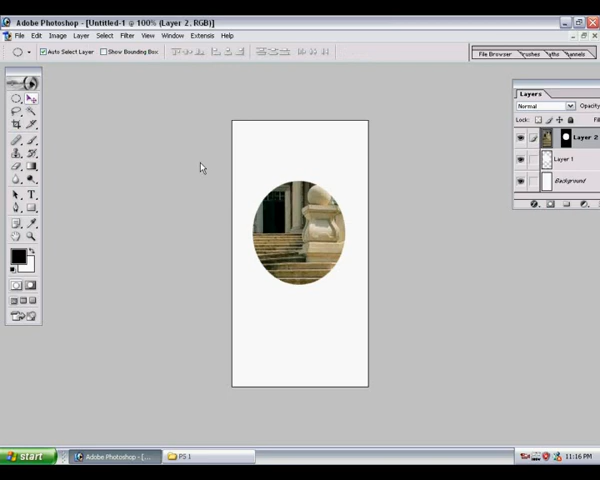 Adobe Photoshop - [Untitled-1 @ 100% (Layer 2, RGB)]
File Edit Image Layer Select Filter View Window Extensis Help
Auto Select Layer Show Bounding Box
File Browser Brushes Paths Channels
Layers
Normal Opacity
Lock: Fill
Layer 2
Layer 1
Background
start Adobe Photoshop - [... PS 1 11:16 PM